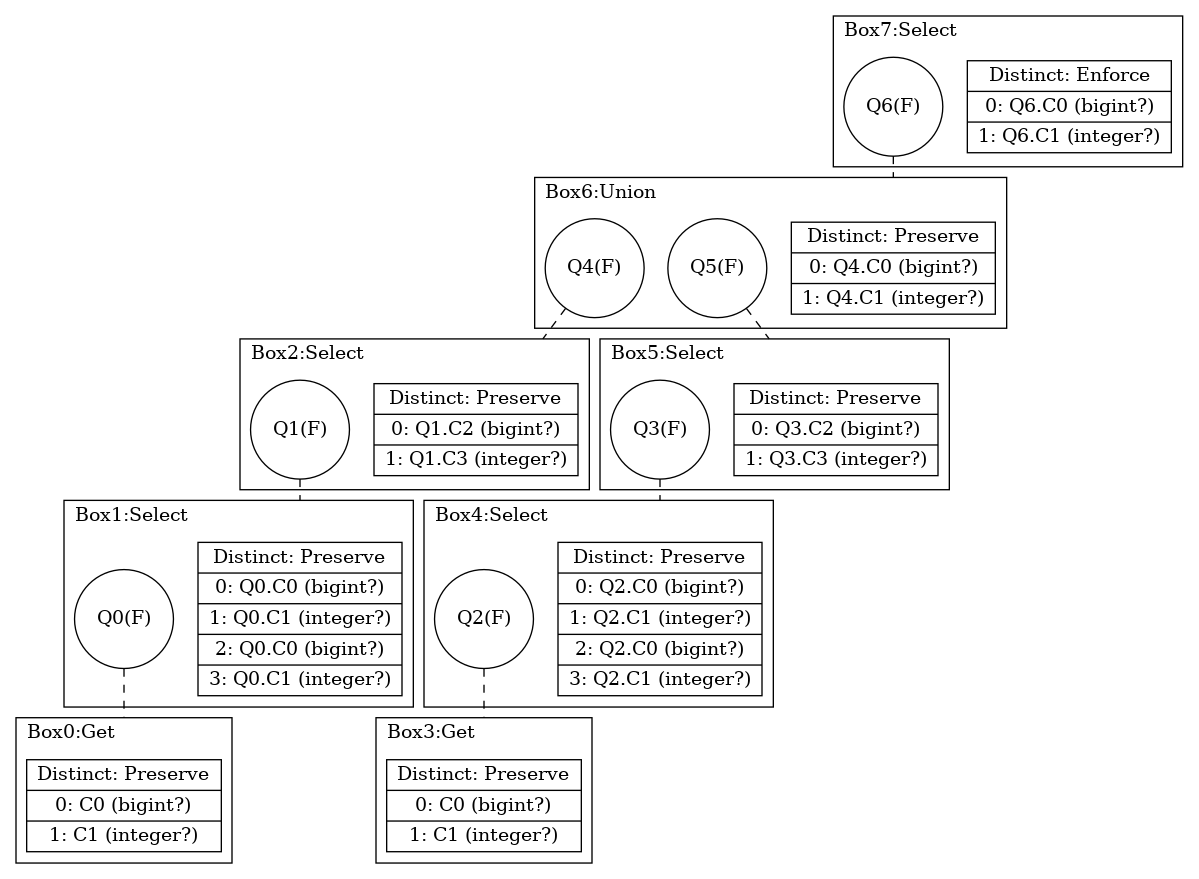 Box7:Select
Q6(F)
Distinct: Enforce
0: Q6.C0 (bigint?)
1: Q6.C1 (integer?)
Box6:Union
Q4(F)
Q5(F)
Distinct: Preserve
0: Q4.C0 (bigint?)
1: Q4.C1 (integer?)
Box2:Select
Q1(F)
Distinct: Preserve
0: Q1.C2 (bigint?)
1: Q1.C3 (integer?)
Box5:Select
Q3(F)
Distinct: Preserve
0: Q3.C2 (bigint?)
1: Q3.C3 (integer?)
Box1:Select
Q0(F)
Distinct: Preserve
0: Q0.C0 (bigint?)
1: Q0.C1 (integer?)
2: Q0.C0 (bigint?)
3: Q0.C1 (integer?)
Box4:Select
Q2(F)
Distinct: Preserve
0: Q2.C0 (bigint?)
1: Q2.C1 (integer?)
2: Q2.C0 (bigint?)
3: Q2.C1 (integer?)
Box0:Get
Distinct: Preserve
0: C0 (bigint?)
1: C1 (integer?)
Box3:Get
Distinct: Preserve
0: C0 (bigint?)
1: C1 (integer?)